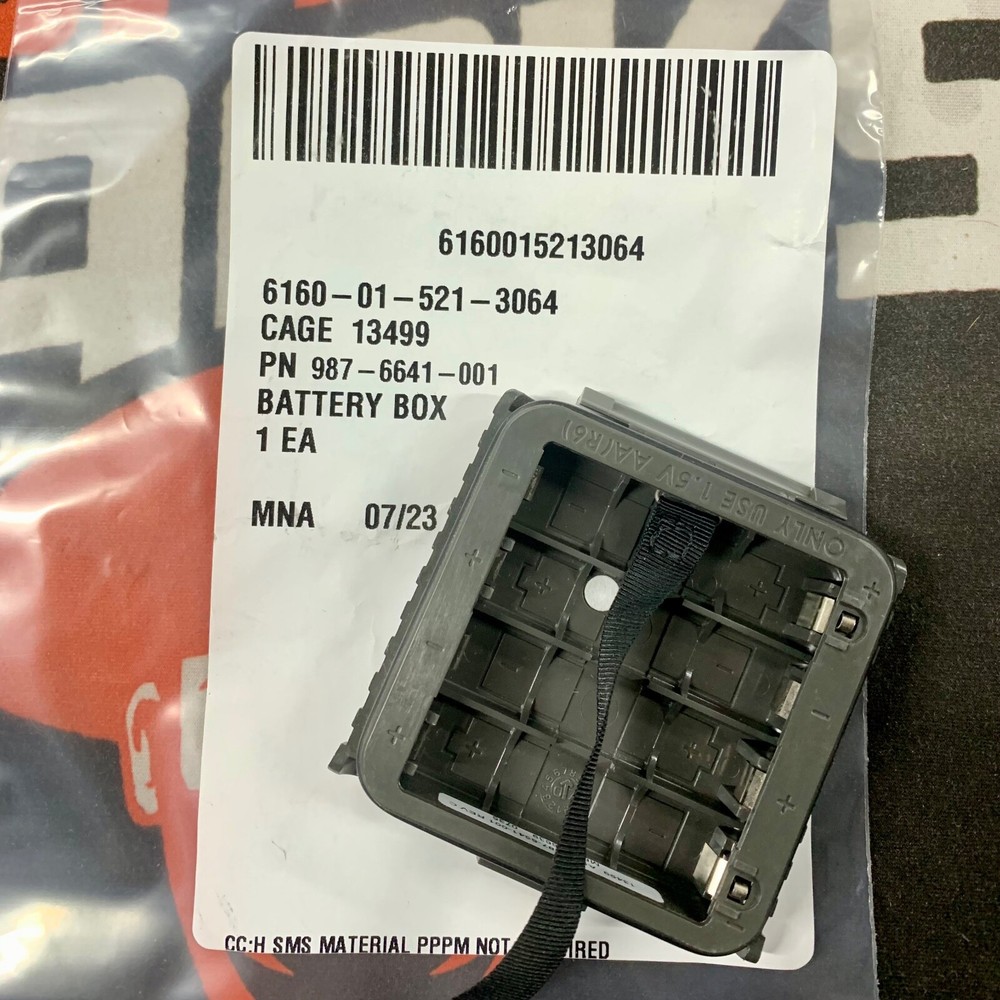 6160015213064
6160-01-521-3064
CAGE 13499
PN 987-6641-001
BATTERY BOX
1 EA
MNA 07/23
ONLY USE 1.5V AA(R6)
CC:H SMS MATERIAL PPPM NOT
13499